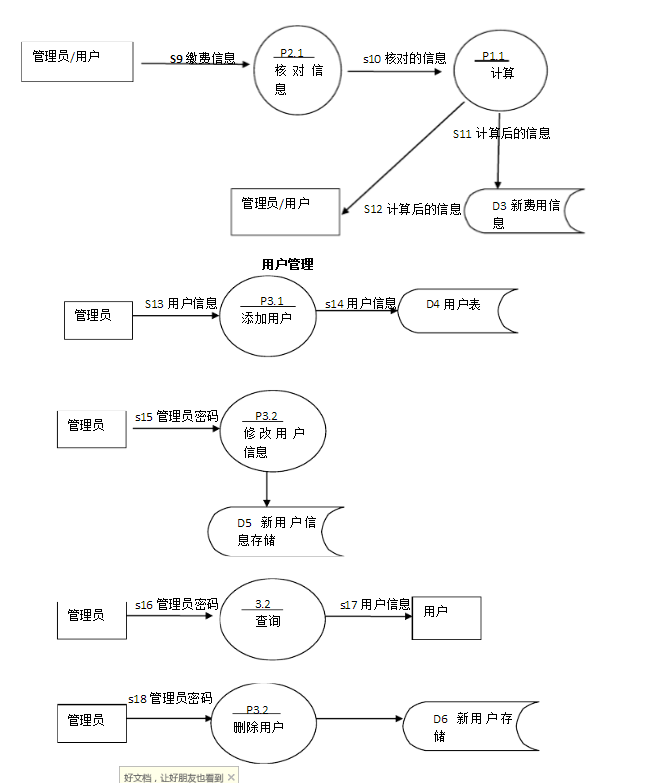 管理员/用户
S9 缴费信息
P2.1
核对信
息
s10 核对的信息
P1.1
计算
S11 计算后的信息
管理员/用户
S12 计算后的信息
D3 新费用信
息
用户管理
管理员
S13 用户信息
P3.1
添加用户
s14 用户信息
D4 用户表
管理员
s15 管理员密码
P3.2
修改用户
信息
D5 新用户信
息存储
管理员
s16 管理员密码
3.2
查询
s17 用户信息
用户
管理员
s18 管理员密码
P3.2
删除用户
D6 新用户存
储
好文档，让好朋友也看到